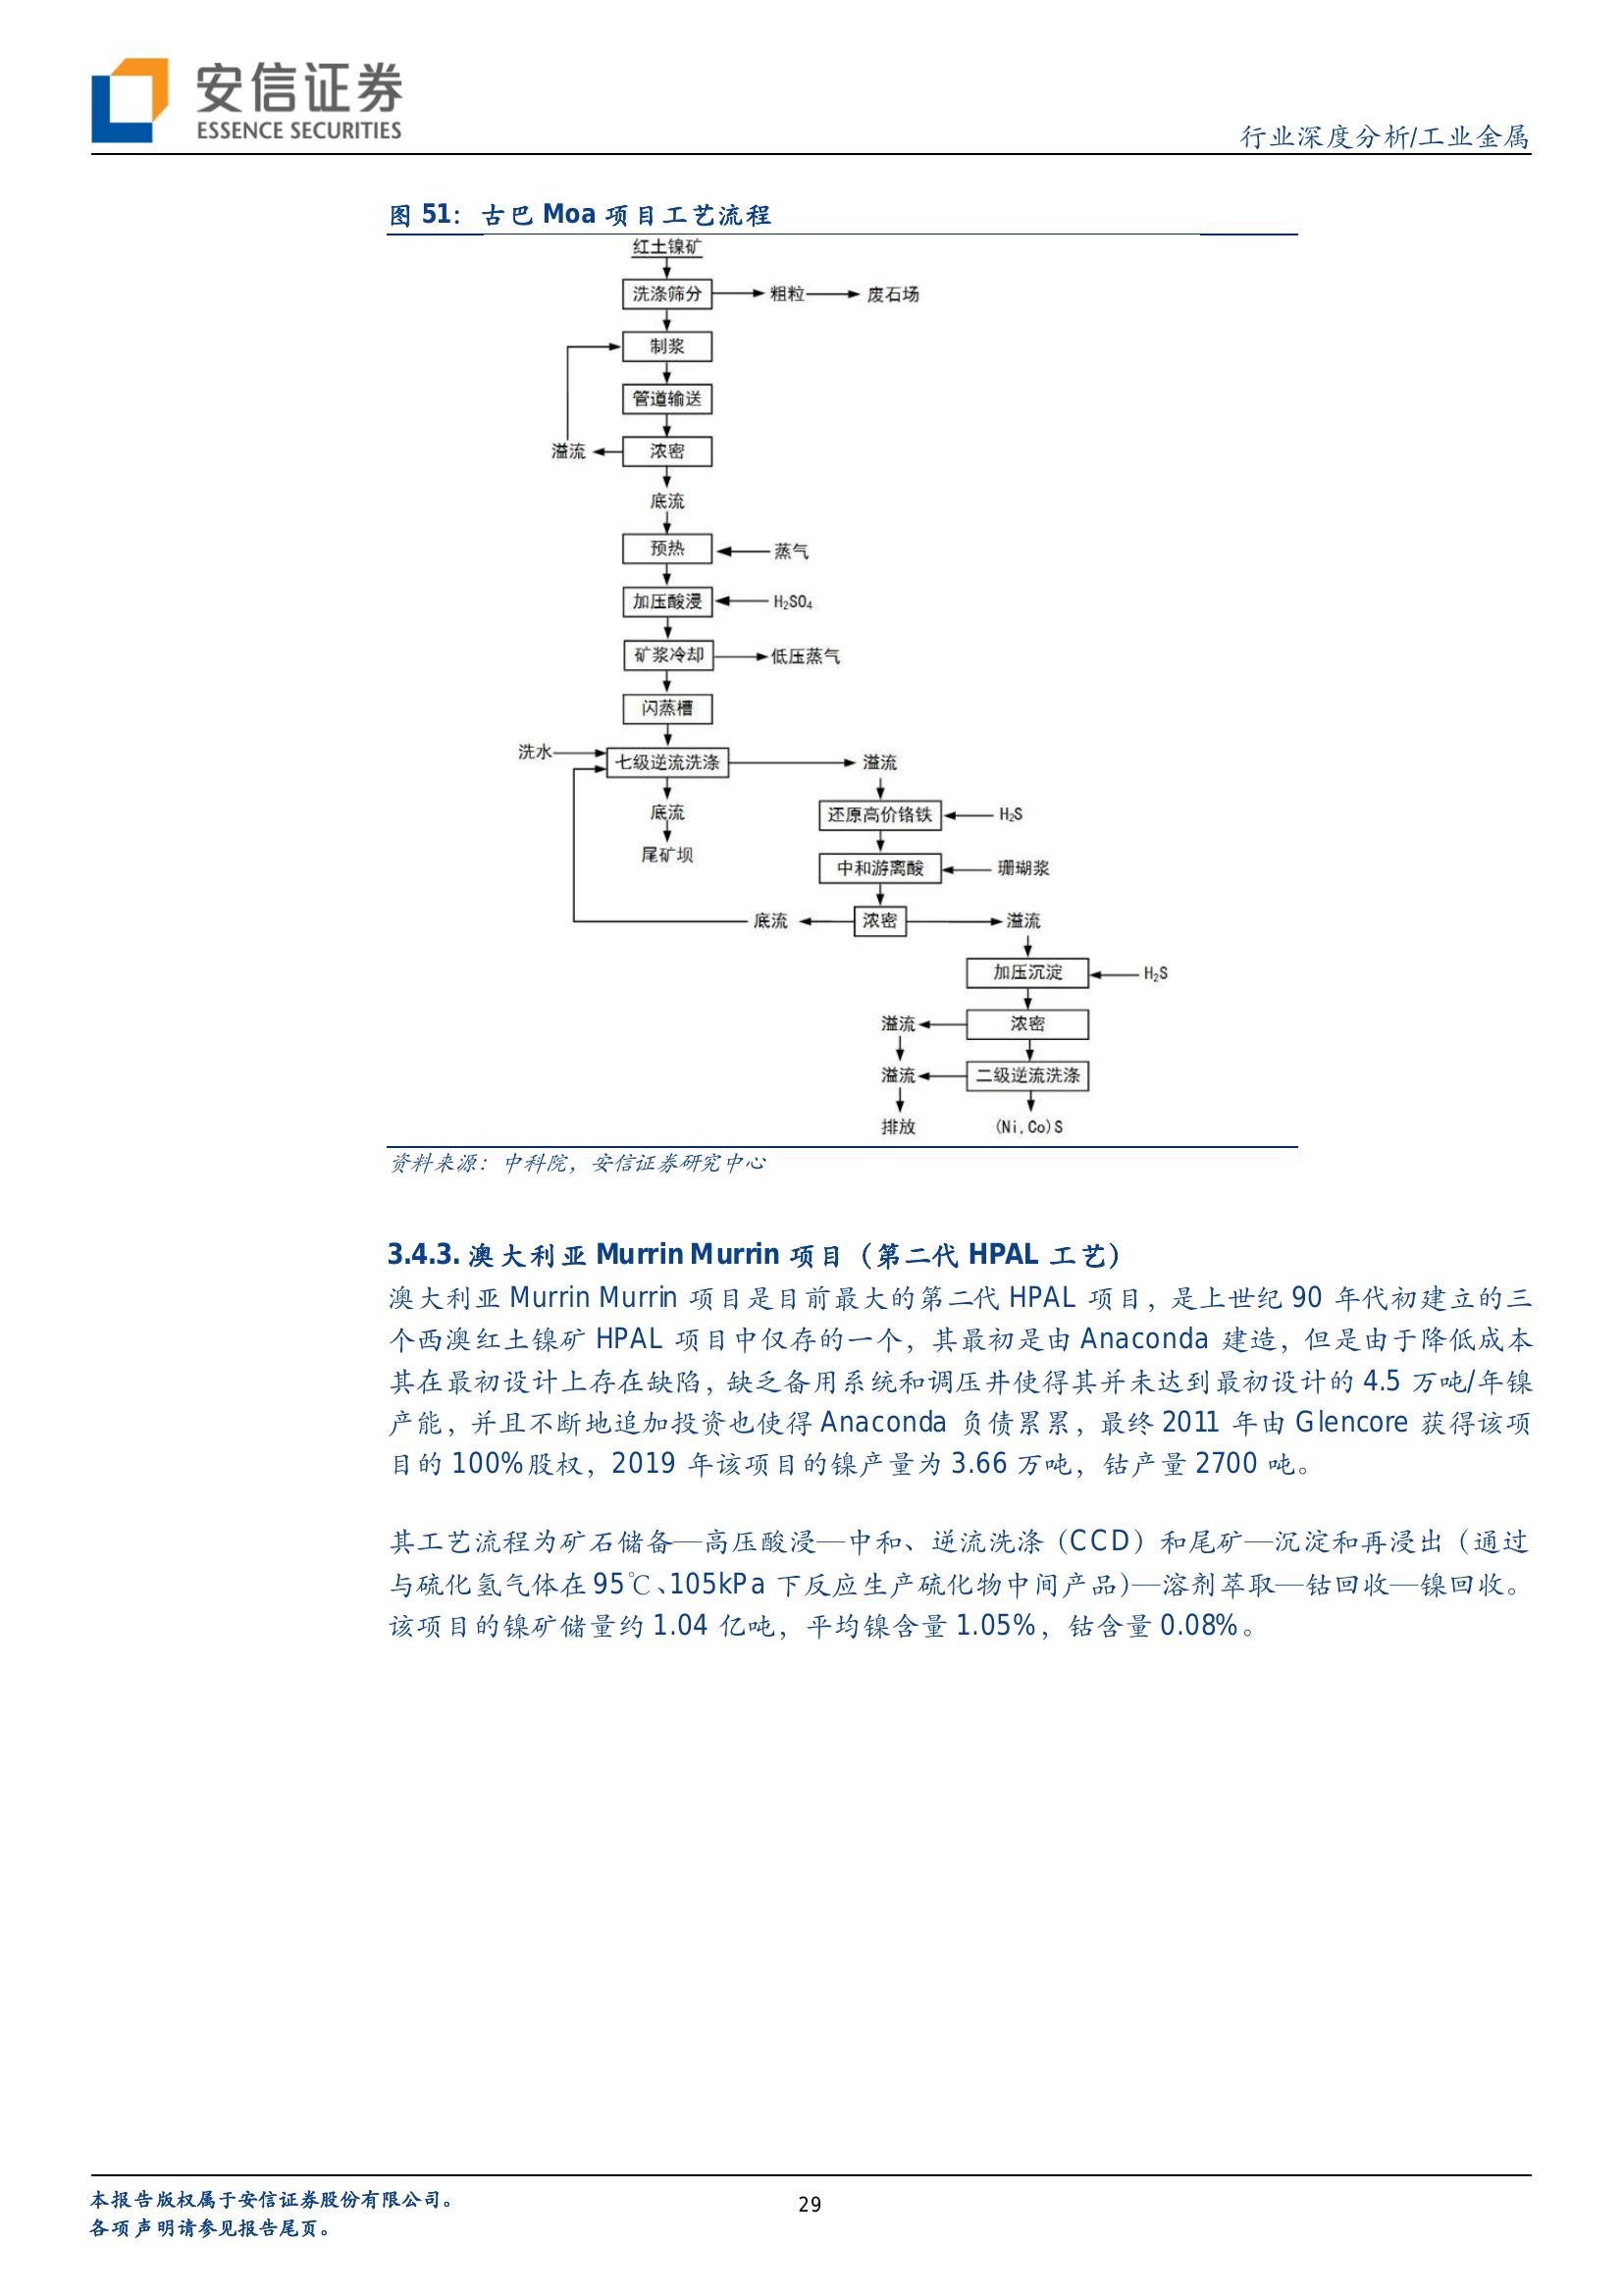 安信证券
ESSENCE SECURITIES
行业深度分析/工业金属
图 51：古巴 Moa 项目工艺流程
红土镍矿
洗涤筛分 粗粒 废石场
制浆
管道输送
溢流 浓密
底流
预热 蒸气
加压酸浸 H₂SO₄
矿浆冷却 低压蒸气
闪蒸槽
洗水 七级逆流洗涤 溢流
底流 还原高价铬铁 H₂S
尾矿坝 中和游离酸 珊瑚浆
底流 浓密 溢流
加压沉淀 H₂S
溢流 浓密
溢流 二级逆流洗涤
排放 (Ni,Co)S
资料来源：中科院，安信证券研究中心
3.4.3. 澳大利亚 Murrin Murrin 项目（第二代 HPAL 工艺）
澳大利亚 Murrin Murrin 项目是目前最大的第二代 HPAL 项目，是上世纪 90 年代初建立的三
个西澳红土镍矿 HPAL 项目中仅存的一个，其最初是由 Anaconda 建造，但是由于降低成本
其在最初设计上存在缺陷，缺乏备用系统和调压井使得其并未达到最初设计的 4.5 万吨/年镍
产能，并且不断地追加投资也使得 Anaconda 负债累累，最终 2011 年由 Glencore 获得该项
目的 100%股权，2019 年该项目的镍产量为 3.66 万吨，钴产量 2700 吨。
其工艺流程为矿石储备—高压酸浸—中和、逆流洗涤（CCD）和尾矿—沉淀和再浸出（通过
与硫化氢气体在 95℃、105kPa 下反应生产硫化物中间产品)—溶剂萃取—钴回收—镍回收。
该项目的镍矿储量约 1.04 亿吨，平均镍含量 1.05%，钴含量 0.08%。
本报告版权属于安信证券股份有限公司。
29
各项声明请参见报告尾页。